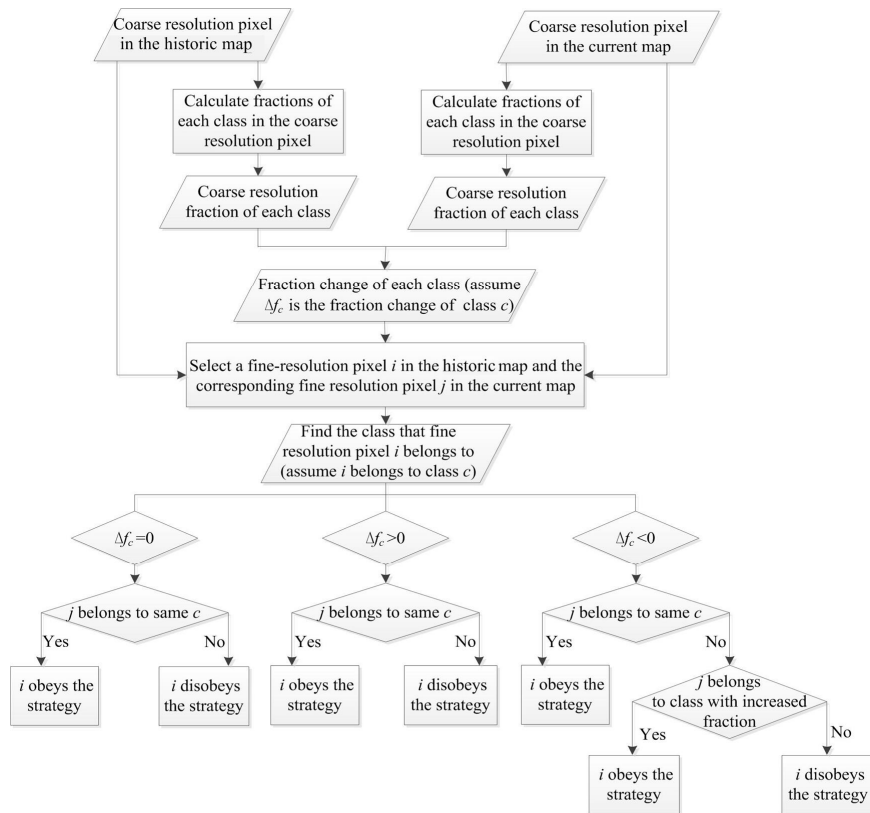 Coarse resolution pixel
in the historic map
Coarse resolution pixel
in the current map
Calculate fractions of
each class in the coarse
resolution pixel
Calculate fractions of
each class in the coarse
resolution pixel
Coarse resolution
fraction of each class
Coarse resolution
fraction of each class
Fraction change of each class (assume
Δfc is the fraction change of class c)
Select a fine-resolution pixel i in the historic map and the
corresponding fine resolution pixel j in the current map
Find the class that fine
resolution pixel i belongs to
(assume i belongs to class c)
Δfc=0
Δfc>0
Δfc<0
j belongs to same c
j belongs to same c
j belongs to same c
Yes
No
Yes
No
Yes
No
i obeys the
strategy
i disobeys
the strategy
i obeys the
strategy
i disobeys
the strategy
i obeys the
strategy
j belongs
to class with increased
fraction
Yes
No
i obeys the
strategy
i disobeys
the strategy